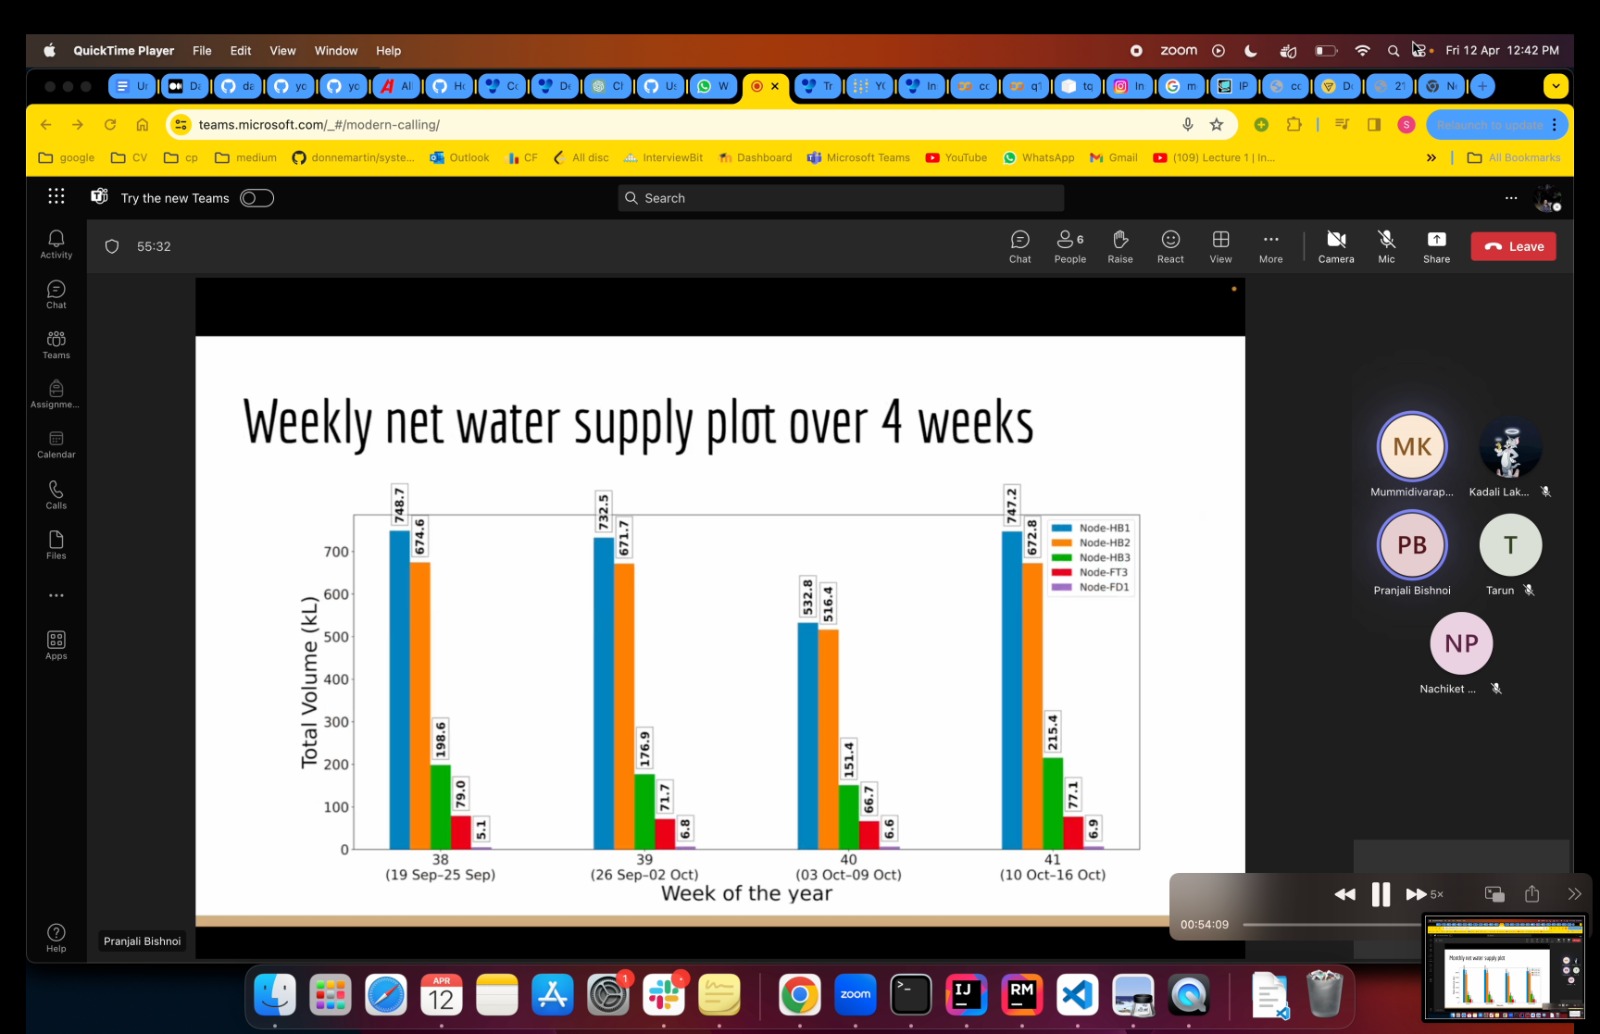 QuickTime Player File Edit View Window Help
zoom Fri 12 Apr 12:42 PM
teams.microsoft.com/_#/modern-calling/
S Relaunch to update
google CV cp medium donnemartin/syste... Outlook CF All disc InterviewBit Dashboard Microsoft Teams YouTube WhatsApp Gmail (109) Lecture 1 | In... » All Bookmarks
Try the new Teams Search
55:32
Chat 6 People Raise React View More Camera Mic Share Leave
Activity
Chat
Teams
Assignme...
Calendar
Calls
Files
Apps
Help
Weekly net water supply plot over 4 weeks
Total Volume (kL)
700
600
500
400
300
200
100
0
748.7 674.6 198.6 79.0 5.1
732.5 671.7 176.9 71.7 6.8
532.8 516.4 151.4 66.7 6.6
747.2 672.8 215.4 77.1 6.9
Node-HB1
Node-HB2
Node-HB3
Node-FT3
Node-FD1
38 39 40 41
(19 Sep-25 Sep) (26 Sep-02 Oct) (03 Oct-09 Oct) (10 Oct-16 Oct)
Week of the year
Pranjali Bishnoi
MK
Mummidivarap... Kadali Lak...
PB T
Pranjali Bishnoi Tarun
NP
Nachiket ...
5×
00:54:09
Monthly net water supply plot
APR
12
1
zoom
IJ
RM